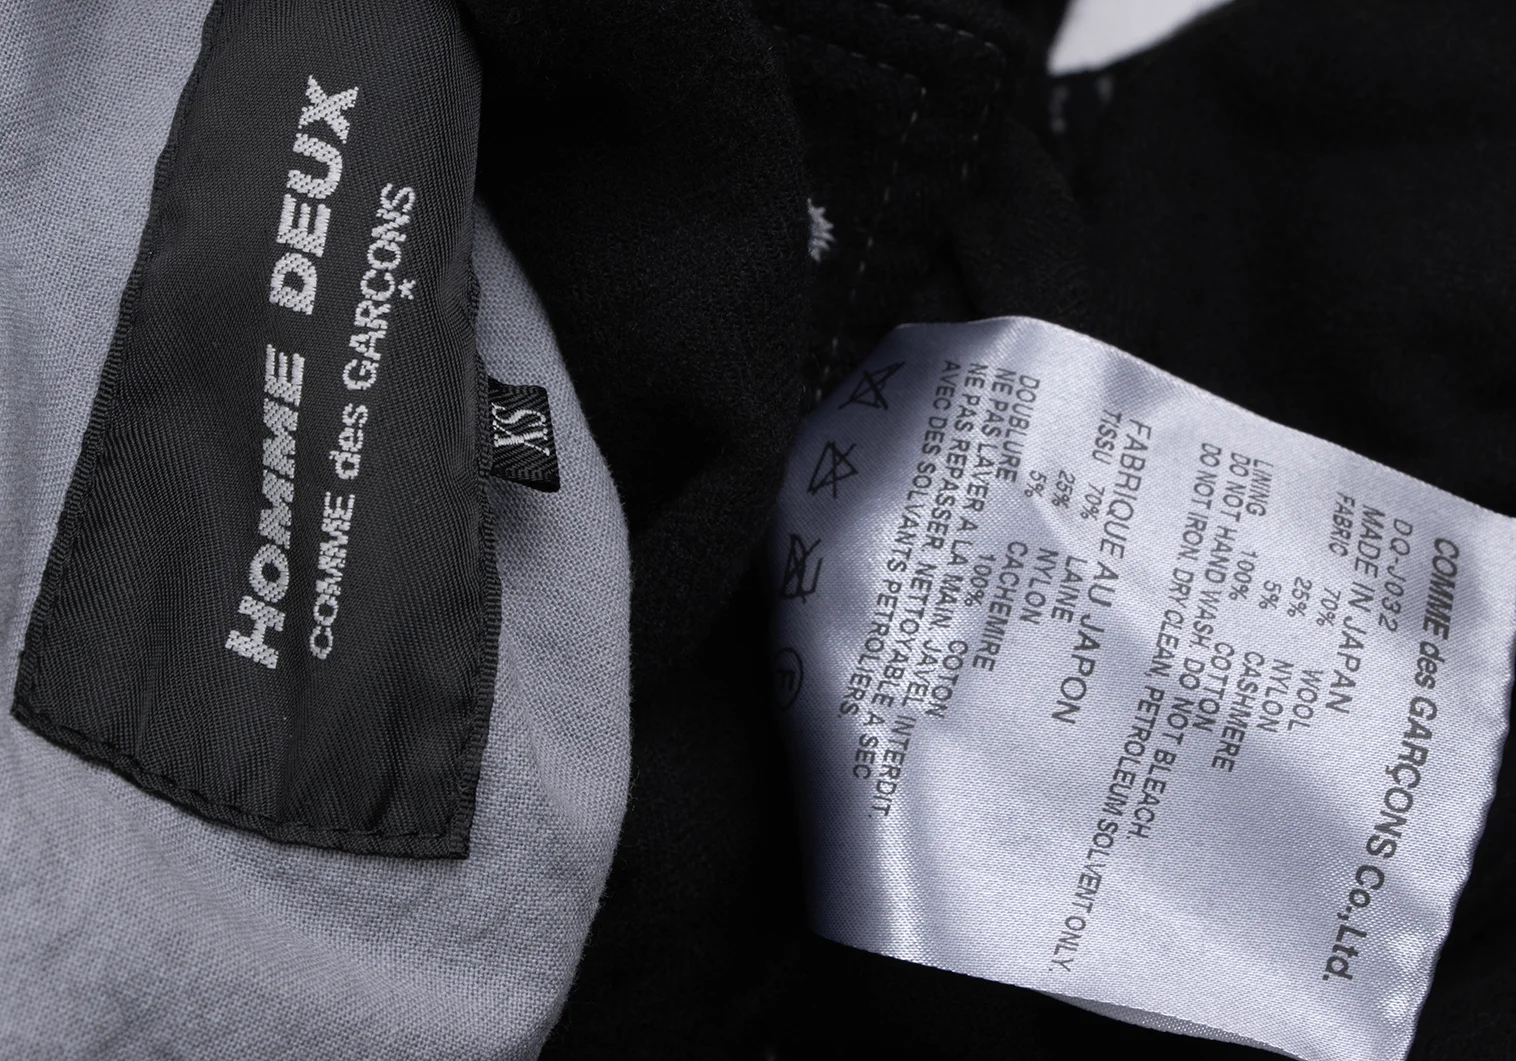 HOMME DEUX
COMME des GARÇONS
XS
COMME des GARÇONS Co., Ltd.
DQ-J032
MADE IN JAPAN
FABRIC 70% WOOL
25% NYLON
5% CASHMERE
LINING 100% COTTON
DO NOT HAND WASH. DO NOT BLEACH.
DO NOT IRON. DRY CLEAN, PETROLEUM SOLVENT ONLY.
FABRIQUE AU JAPON
TISSU 70% LAINE
25% NYLON
5% CACHEMIRE
DOUBLURE 100% COTON
NE PAS LAVER A LA MAIN. JAVEL INTERDIT.
NE PAS REPASSER. NETTOYABLE A SEC
AVEC DES SOLVANTS PETROLIERS.